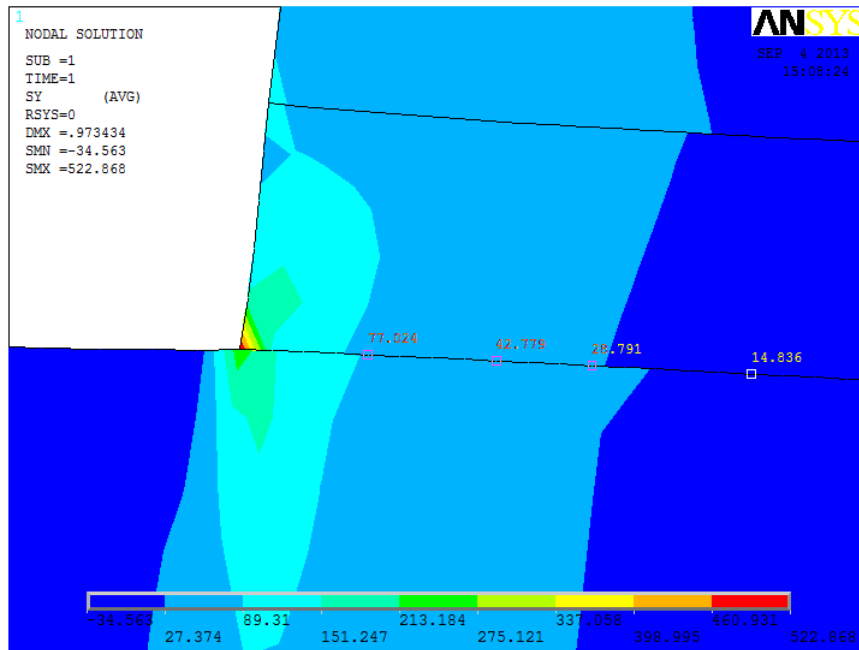 1
NODAL SOLUTION
SUB =1
TIME=1
SY (AVG)
RSYS=0
DMX =.973434
SMN =-34.563
SMX =522.868
ANSYS
SEP 4 2013
15:08:24
77.024
42.779
28.791
14.836
-34.563 89.31 213.184 337.058 460.931
27.374 151.247 275.121 398.995 522.868